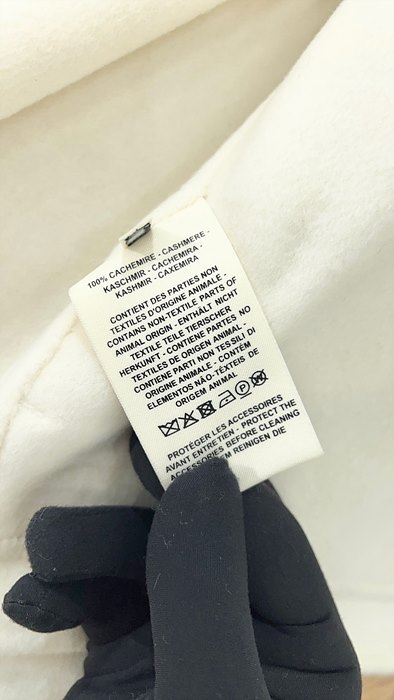 100% CACHEMIRE - CASHMERE -
KASCHMIR - CACHEMIRA -
KASHMIR - CAXEMIRA
CONTIENT DES PARTIES NON
TEXTILES D'ORIGINE ANIMALE -
CONTAINS NON-TEXTILE PARTS OF
ANIMAL ORIGIN - ENTHÄLT NICHT
TEXTILE TEILE TIERISCHER
HERKUNFT - CONTIENE PARTES NO
TEXTILES DE ORIGEN ANIMAL -
CONTIENE PARTI NON TESSILI DI
ORIGINE ANIMALE - CONTÉM
ELEMENTOS NÃO-TÊXTEIS DE
ORIGEM ANIMAL
P
PROTÉGER LES ACCESSOIRES
AVANT ENTRETIEN - PROTECT THE
ACCESSORIES BEFORE CLEANING
REINIGEN DIE